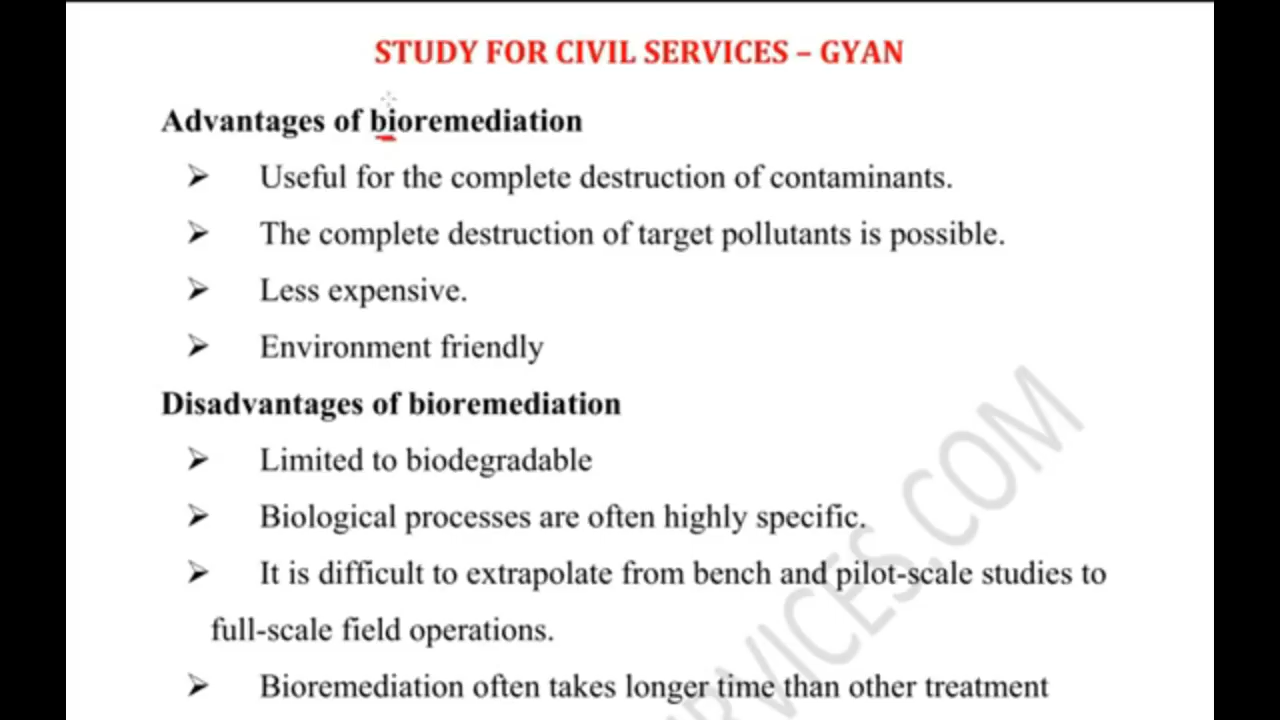 STUDY FOR CIVIL SERVICES – GYAN
Advantages of bioremediation
➢ Useful for the complete destruction of contaminants.
➢ The complete destruction of target pollutants is possible.
➢ Less expensive.
➢ Environment friendly
Disadvantages of bioremediation
➢ Limited to biodegradable
➢ Biological processes are often highly specific.
➢ It is difficult to extrapolate from bench and pilot-scale studies to
full-scale field operations.
➢ Bioremediation often takes longer time than other treatment
RVICES.COM